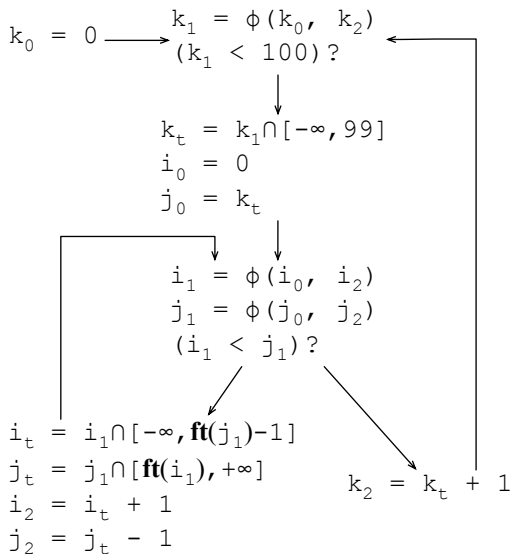 k₀ = 0
k₁ = ϕ(k₀, k₂)
(k₁ < 100)?
kₜ = k₁∩[-∞,99]
i₀ = 0
j₀ = kₜ
i₁ = ϕ(i₀, i₂)
j₁ = ϕ(j₀, j₂)
(i₁ < j₁)?
iₜ = i₁∩[-∞,ft(j₁)-1]
jₜ = j₁∩[ft(i₁),+∞]
i₂ = iₜ + 1
j₂ = jₜ - 1
k₂ = kₜ + 1